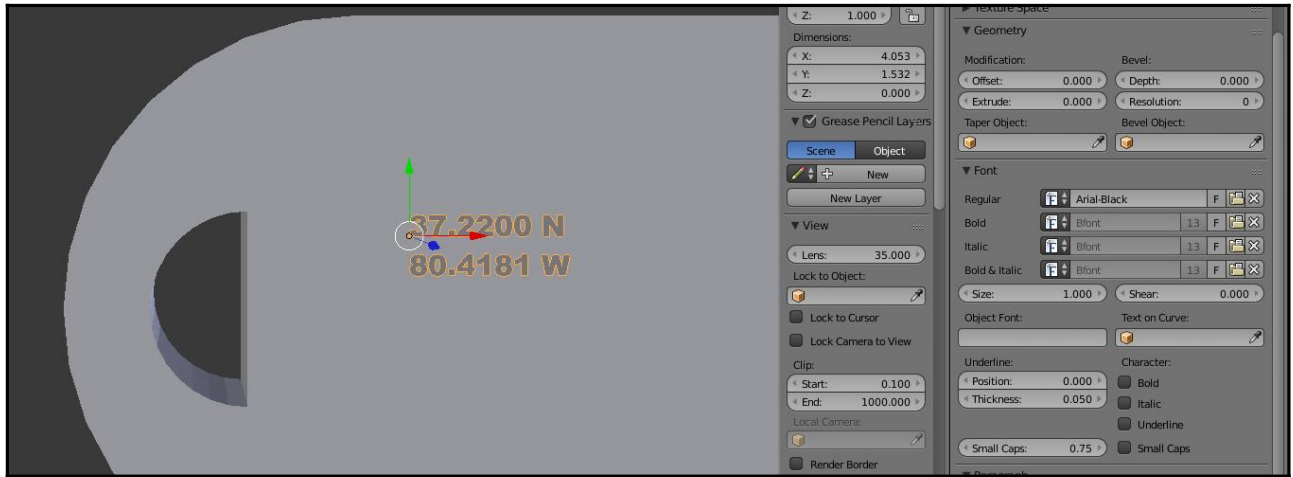 37.2200 N
80.4181 W
Z: 1.000
Dimensions:
X: 4.053
Y: 1.532
Z: 0.000
Grease Pencil Layers
Scene Object
New
New Layer
View
Lens: 35.000
Lock to Object:
Lock to Cursor
Lock Camera to View
Clip:
Start: 0.100
End: 1000.000
Local Camera:
Render Border
Texture Space
Geometry
Modification: Bevel:
Offset: 0.000 Depth: 0.000
Extrude: 0.000 Resolution: 0
Taper Object: Bevel Object:
Font
Regular F Arial-Black F
Bold F Bfont 13 F
Italic F Bfont 13 F
Bold & Italic F Bfont 13 F
Size: 1.000 Shear: 0.000
Object Font: Text on Curve:
Underline: Character:
Position: 0.000 Bold
Thickness: 0.050 Italic
Underline
Small Caps: 0.75 Small Caps
Paragraph